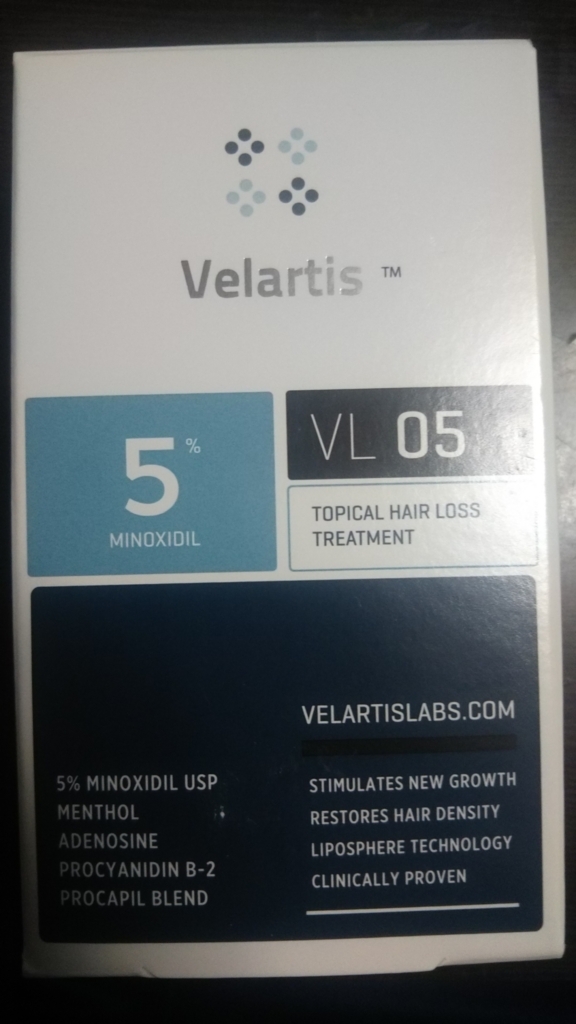 Velartis ™
5%
MINOXIDIL
VL 05
TOPICAL HAIR LOSS
TREATMENT
VELARTISLABS.COM
5% MINOXIDIL USP
MENTHOL
ADENOSINE
PROCYANIDIN B-2
PROCAPIL BLEND
STIMULATES NEW GROWTH
RESTORES HAIR DENSITY
LIPOSPHERE TECHNOLOGY
CLINICALLY PROVEN